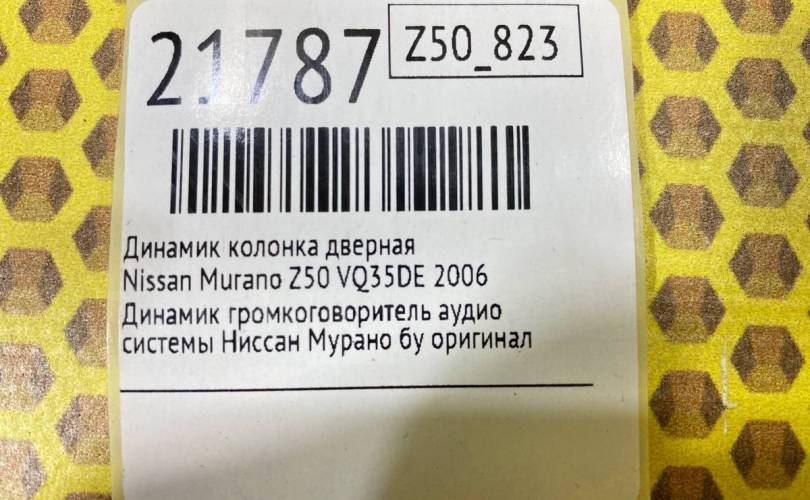 21787
Z50_823
Динамик колонка дверная
Nissan Murano Z50 VQ35DE 2006
Динамик громкоговоритель аудио
системы Ниссан Мурано бу оригинал